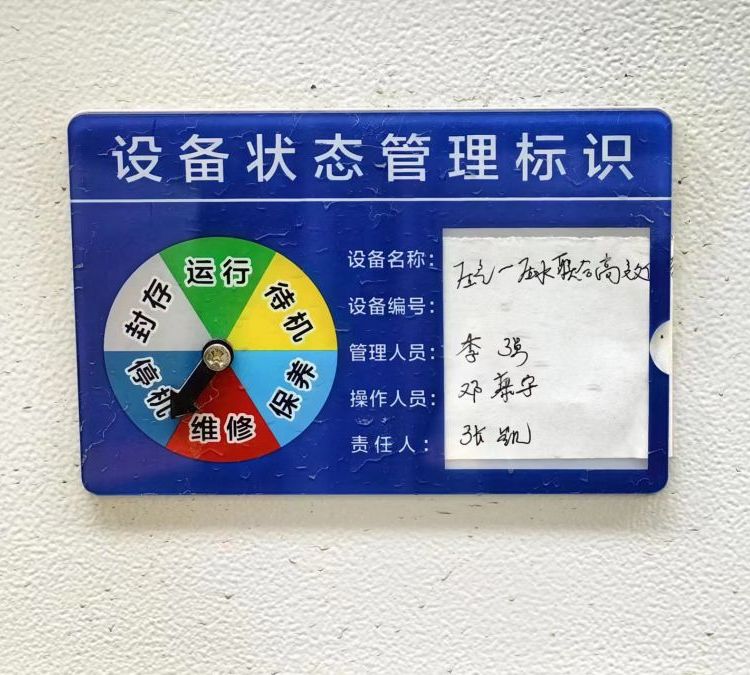 设备状态管理标识
运行
待机
保养
维修
停机
封存
设备名称：
设备编号：
管理人员：李强
操作人员：邓
责任人：张凯